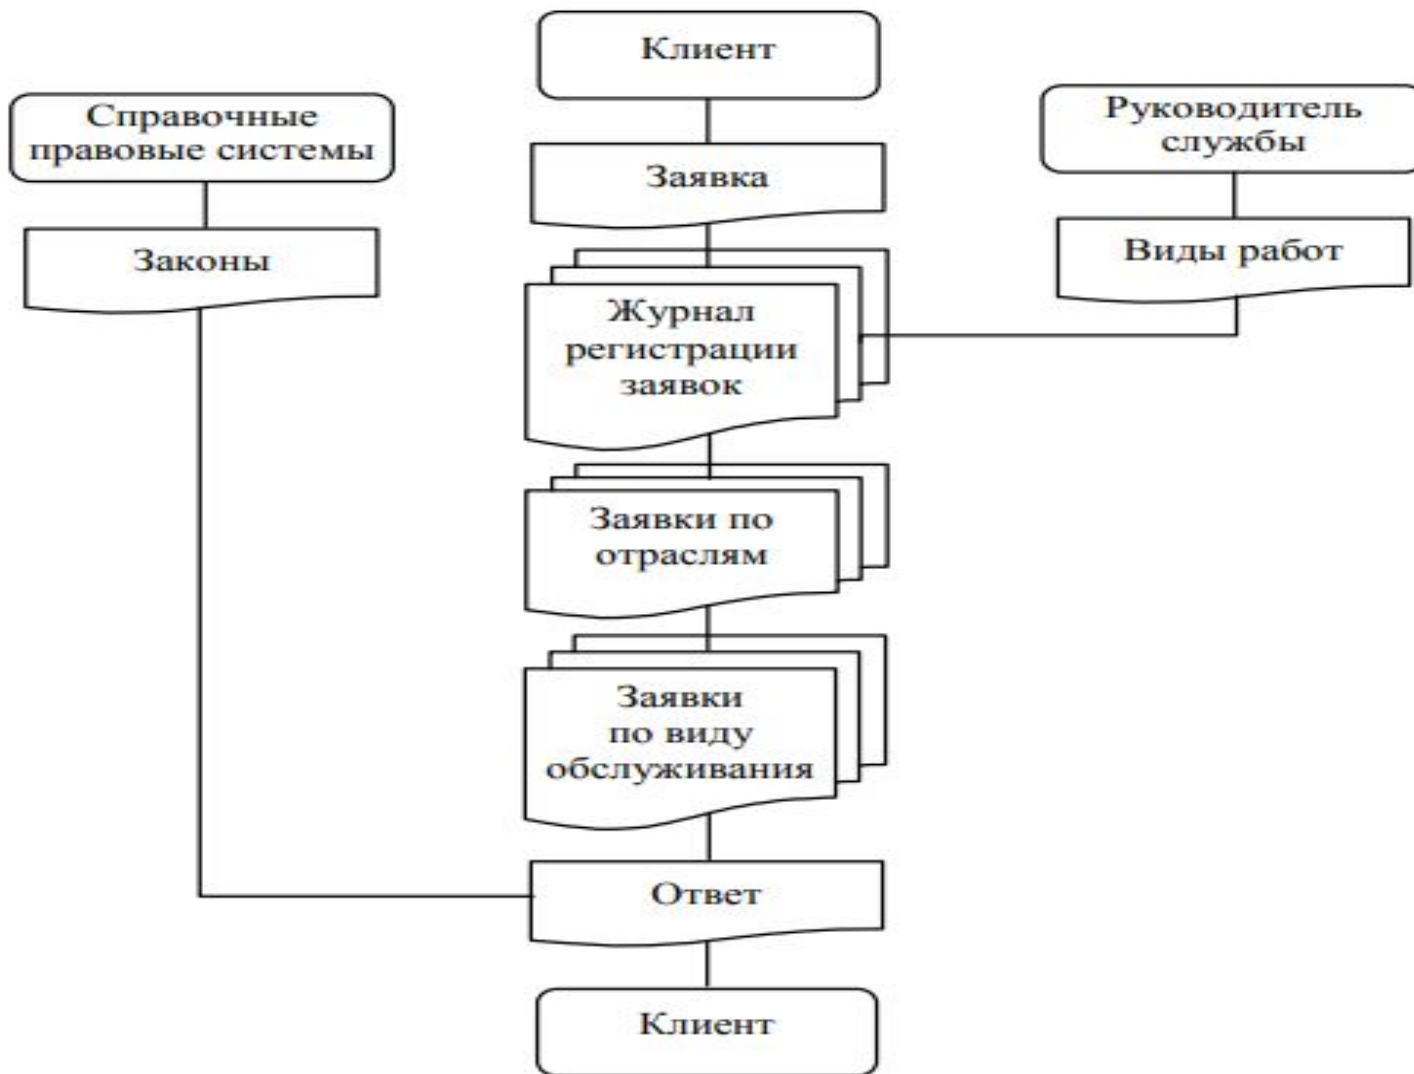 Клиент
Справочные
правовые системы
Руководитель
службы
Заявка
Законы
Виды работ
Журнал
регистрации
заявок
Заявки по
отраслям
Заявки
по виду
обслуживания
Ответ
Клиент